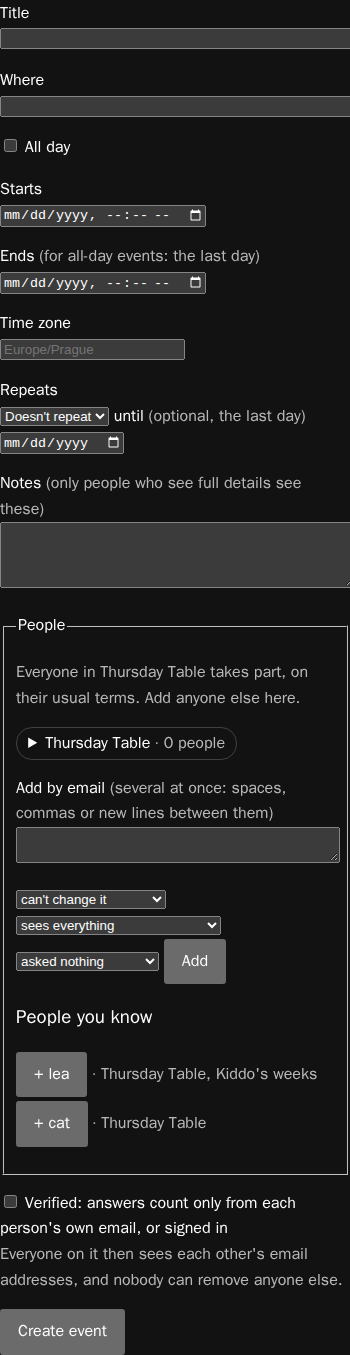 Title
Where
All day
Starts
mm/dd/yyyy, --:-- --
Ends (for all-day events: the last day)
mm/dd/yyyy, --:-- --
Time zone
Europe/Prague
Repeats
Doesn't repeat until (optional, the last day)
mm/dd/yyyy
Notes (only people who see full details see
these)
People
Everyone in Thursday Table takes part, on
their usual terms. Add anyone else here.
▶ Thursday Table · 0 people
Add by email (several at once: spaces,
commas or new lines between them)
can't change it
sees everything
asked nothing Add
People you know
+ lea · Thursday Table, Kiddo's weeks
+ cat · Thursday Table
Verified: answers count only from each
person's own email, or signed in
Everyone on it then sees each other's email
addresses, and nobody can remove anyone else.
Create event